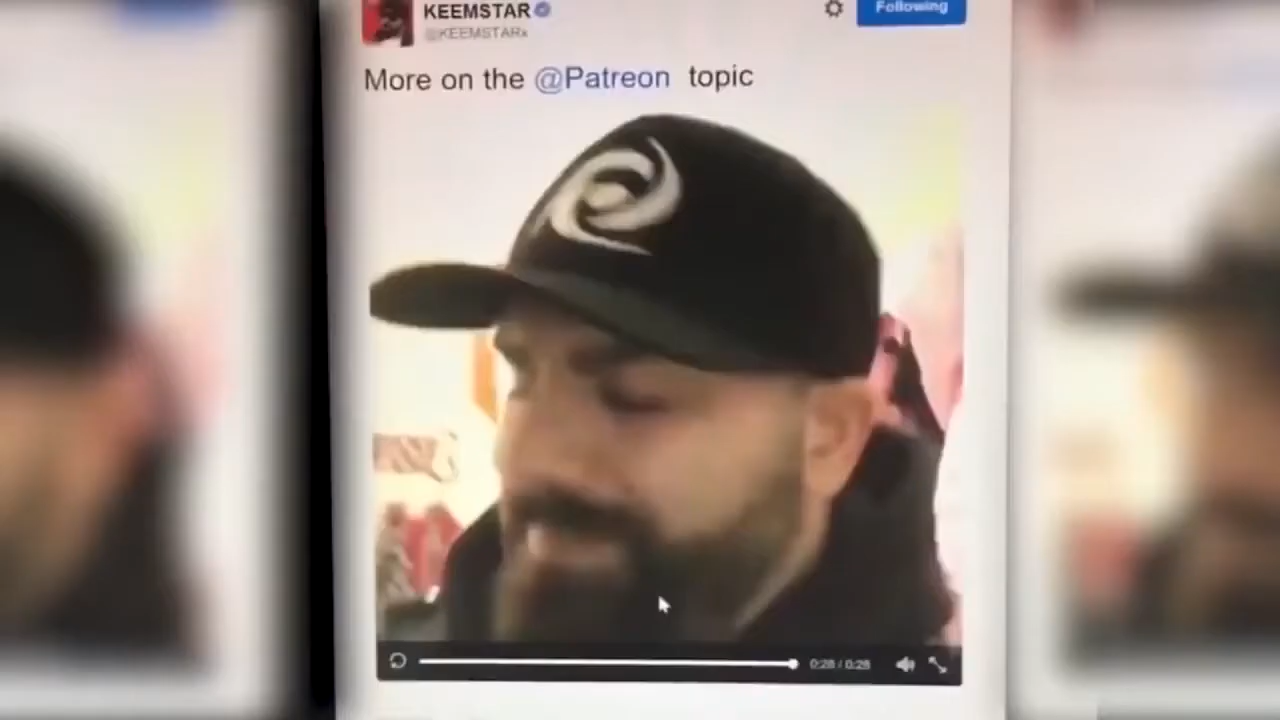 KEEMSTAR
@KEEMSTARx
Following
More on the @Patreon topic
0:28 / 0:28